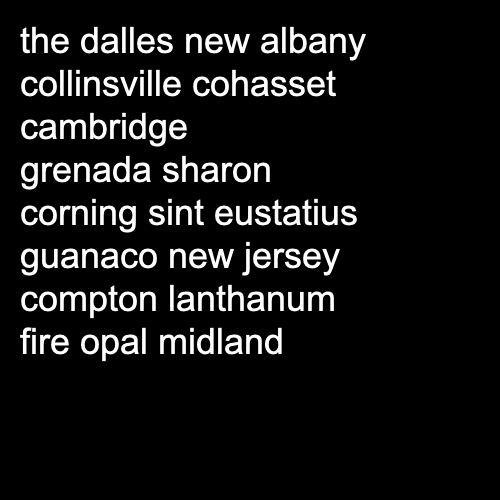 the dalles new albany
collinsville cohasset
cambridge
grenada sharon
corning sint eustatius
guanaco new jersey
compton lanthanum
fire opal midland